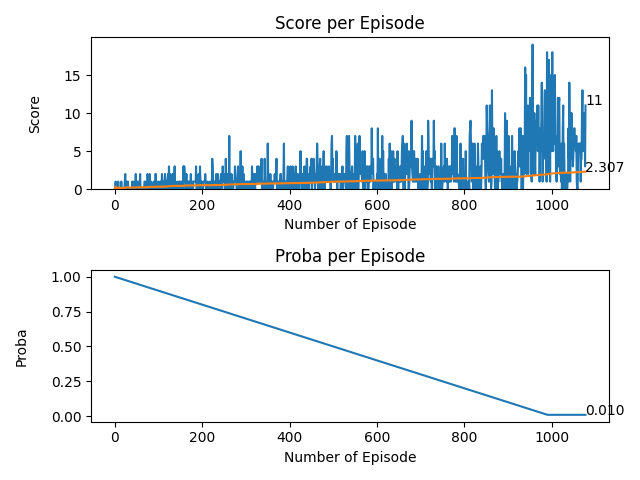 Score per Episode
Score
15
10
5
0
11
2.307
0 200 400 600 800 1000
Number of Episode
Proba per Episode
Proba
1.00
0.75
0.50
0.25
0.00
0.010
0 200 400 600 800 1000
Number of Episode